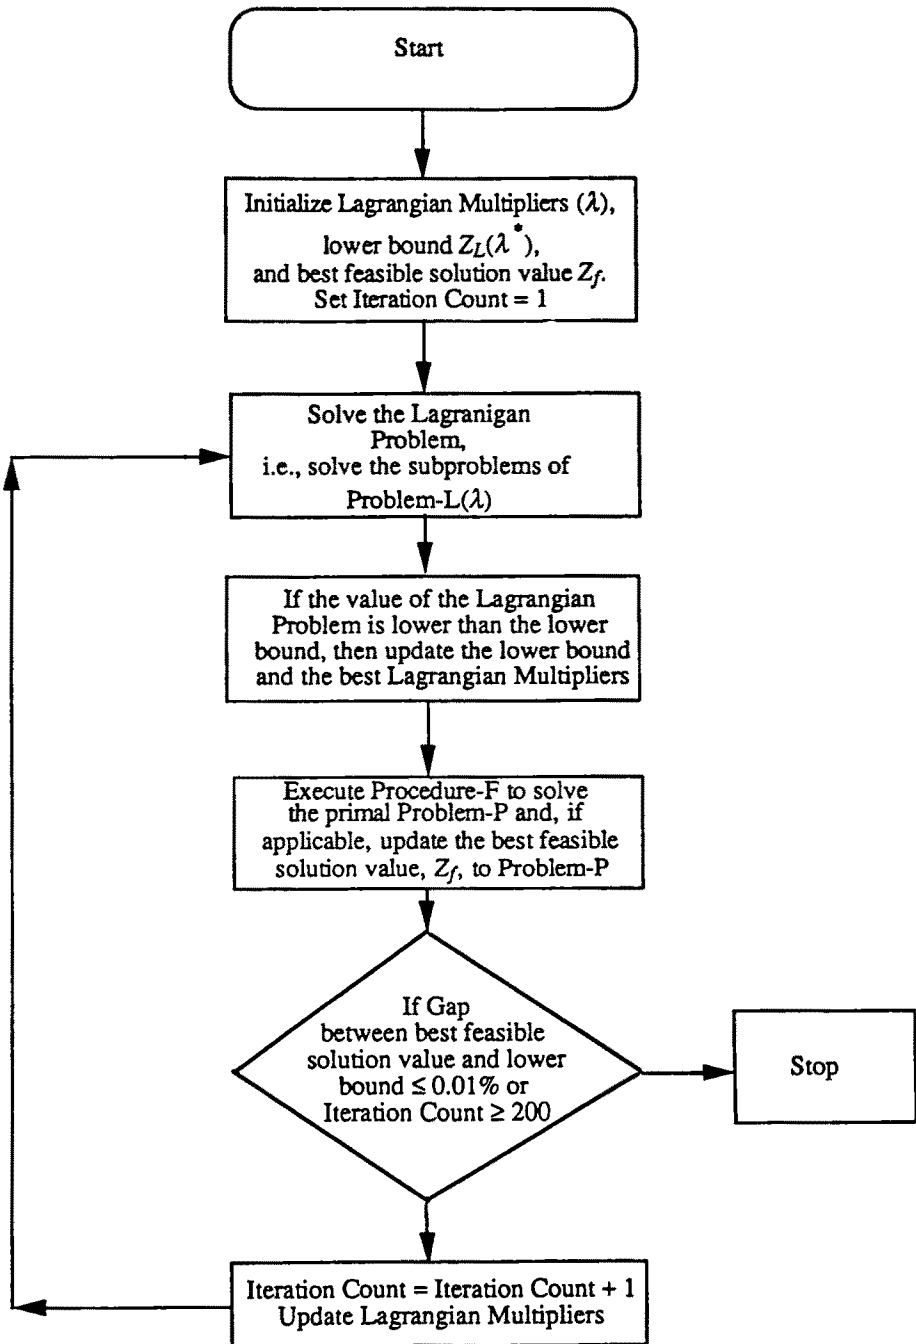 Start
Initialize Lagrangian Multipliers (λ),
lower bound Z_L(λ*),
and best feasible solution value Z_f.
Set Iteration Count = 1
Solve the Lagranigan
Problem,
i.e., solve the subproblems of
Problem-L(λ)
If the value of the Lagrangian
Problem is lower than the lower
bound, then update the lower bound
and the best Lagrangian Multipliers
Execute Procedure-F to solve
the primal Problem-P and, if
applicable, update the best feasible
solution value, Z_f, to Problem-P
If Gap
between best feasible
solution value and lower
bound ≤ 0.01% or
Iteration Count ≥ 200
Stop
Iteration Count = Iteration Count + 1
Update Lagrangian Multipliers